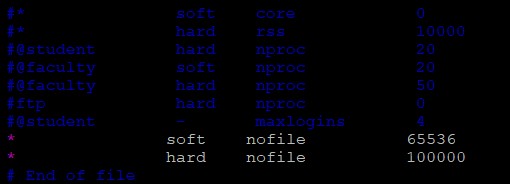 #*               soft    core            0
#*               hard    rss             10000
#@student        hard    nproc           20
#@faculty        soft    nproc           20
#@faculty        hard    nproc           50
#ftp             hard    nproc           0
#@student        -       maxlogins       4
*               soft    nofile          65536
*               hard    nofile          100000
# End of file